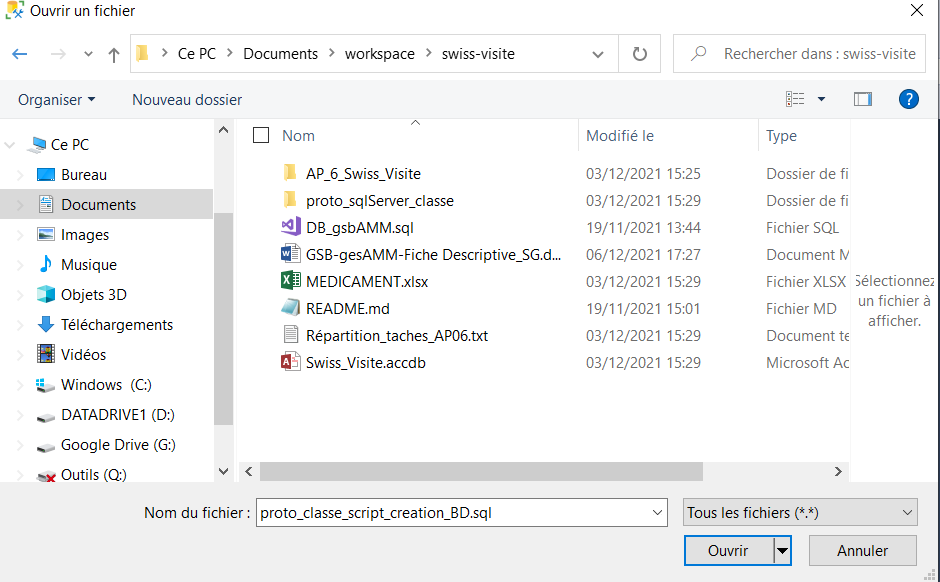 Ouvrir un fichier
Ce PC > Documents > workspace > swiss-visite
Rechercher dans : swiss-visite
Organiser
Nouveau dossier
?
Ce PC
Bureau
Documents
Images
Musique
Objets 3D
Téléchargements
Vidéos
Windows (C:)
DATADRIVE1 (D:)
Google Drive (G:)
Outils (Q:)
Nom Modifié le Type
AP_6_Swiss_Visite 03/12/2021 15:25 Dossier de fi
proto_sqlServer_classe 03/12/2021 15:29 Dossier de fi
DB_gsbAMM.sql 19/11/2021 13:44 Fichier SQL
GSB-gesAMM-Fiche Descriptive_SG.d... 06/12/2021 17:27 Document M
MEDICAMENT.xlsx 03/12/2021 15:29 Fichier XLSX
README.md 19/11/2021 15:01 Fichier MD
Répartition_taches_AP06.txt 03/12/2021 15:29 Document te
Swiss_Visite.accdb 03/12/2021 15:29 Microsoft Ac
Sélectionnez
un fichier à
afficher.
Nom du fichier : proto_classe_script_creation_BD.sql
Tous les fichiers (*.*)
Ouvrir
Annuler